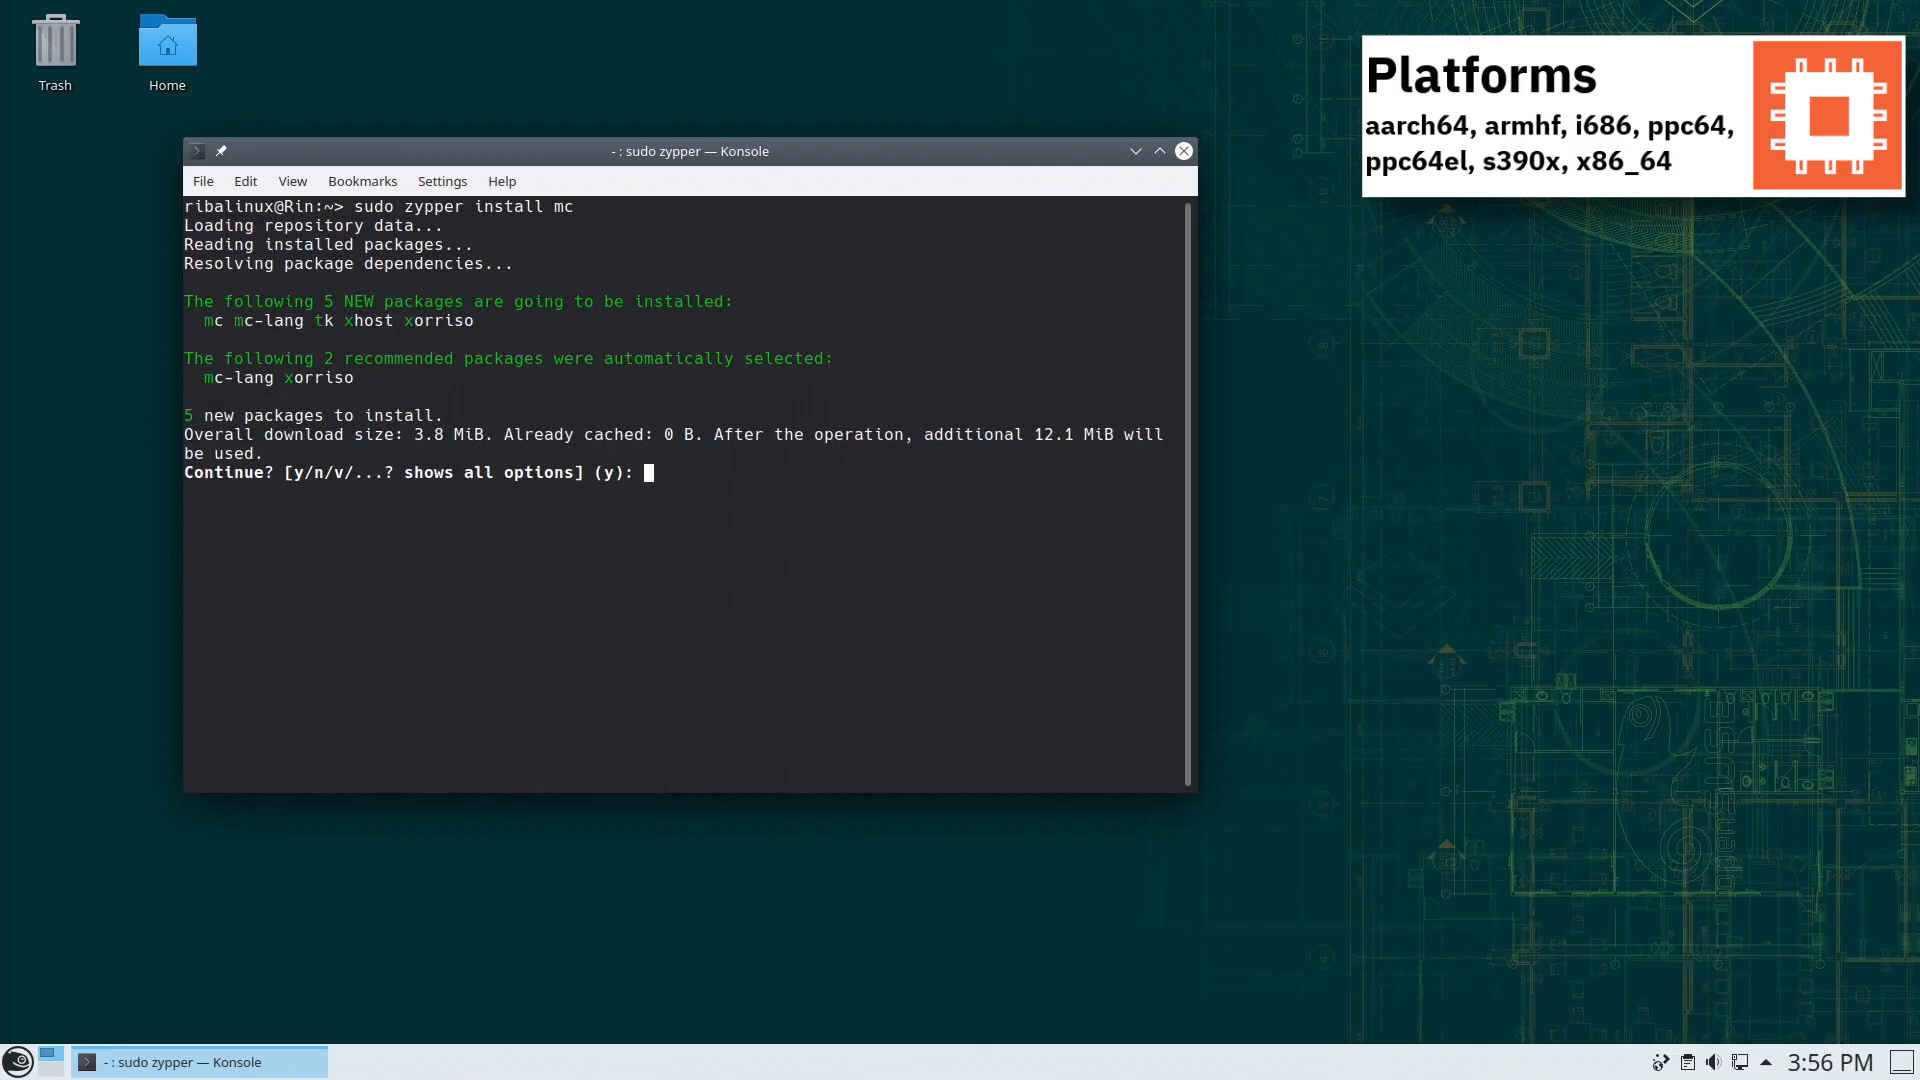 Trash
Home
Platforms
aarch64, armhf, i686, ppc64,
ppc64el, s390x, x86_64
- : sudo zypper — Konsole
File Edit View Bookmarks Settings Help
ribalinux@Rin:~> sudo zypper install mc
Loading repository data...
Reading installed packages...
Resolving package dependencies...
The following 5 NEW packages are going to be installed:
mc mc-lang tk xhost xorriso
The following 2 recommended packages were automatically selected:
mc-lang xorriso
5 new packages to install.
Overall download size: 3.8 MiB. Already cached: 0 B. After the operation, additional 12.1 MiB will
be used.
Continue? [y/n/v/...? shows all options] (y):
openSUSE
- : sudo zypper — Konsole
3:56 PM